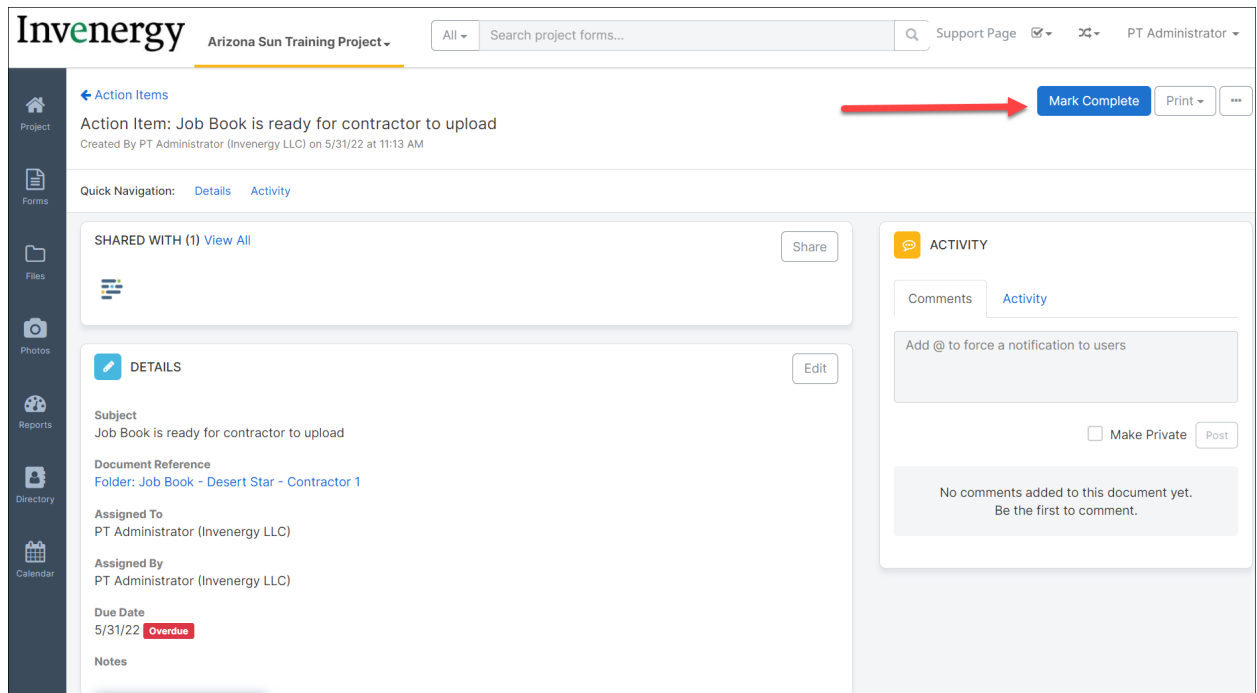 Invenergy
Arizona Sun Training Project
All
Search project forms...
Support Page
PT Administrator
Project
Forms
Files
Photos
Reports
Directory
Calendar
Action Items
Action Item: Job Book is ready for contractor to upload
Created By PT Administrator (Invenergy LLC) on 5/31/22 at 11:13 AM
Mark Complete
Print
Quick Navigation: Details Activity
SHARED WITH (1) View All
Share
DETAILS
Edit
Subject
Job Book is ready for contractor to upload
Document Reference
Folder: Job Book - Desert Star - Contractor 1
Assigned To
PT Administrator (Invenergy LLC)
Assigned By
PT Administrator (Invenergy LLC)
Due Date
5/31/22 Overdue
Notes
ACTIVITY
Comments Activity
Add @ to force a notification to users
Make Private Post
No comments added to this document yet.
Be the first to comment.